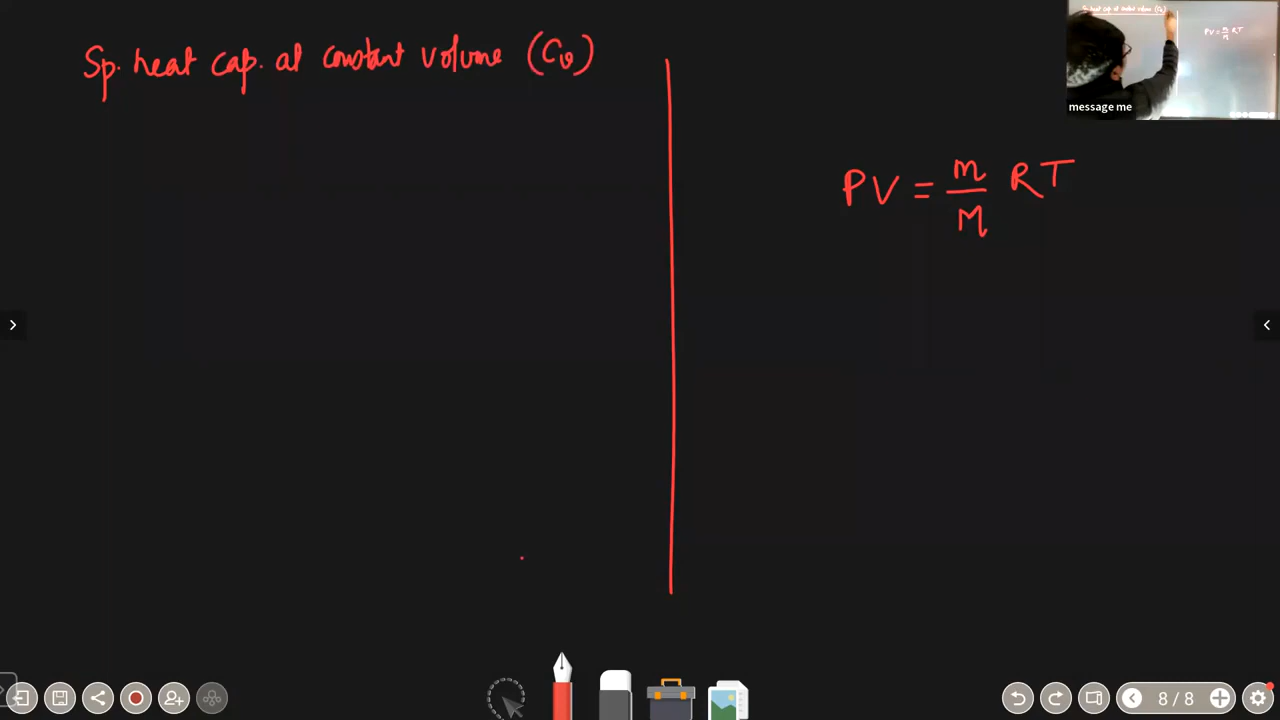 Sp. heat cap. at constant volume (Cv)
PV = m/M RT
message me
8/8